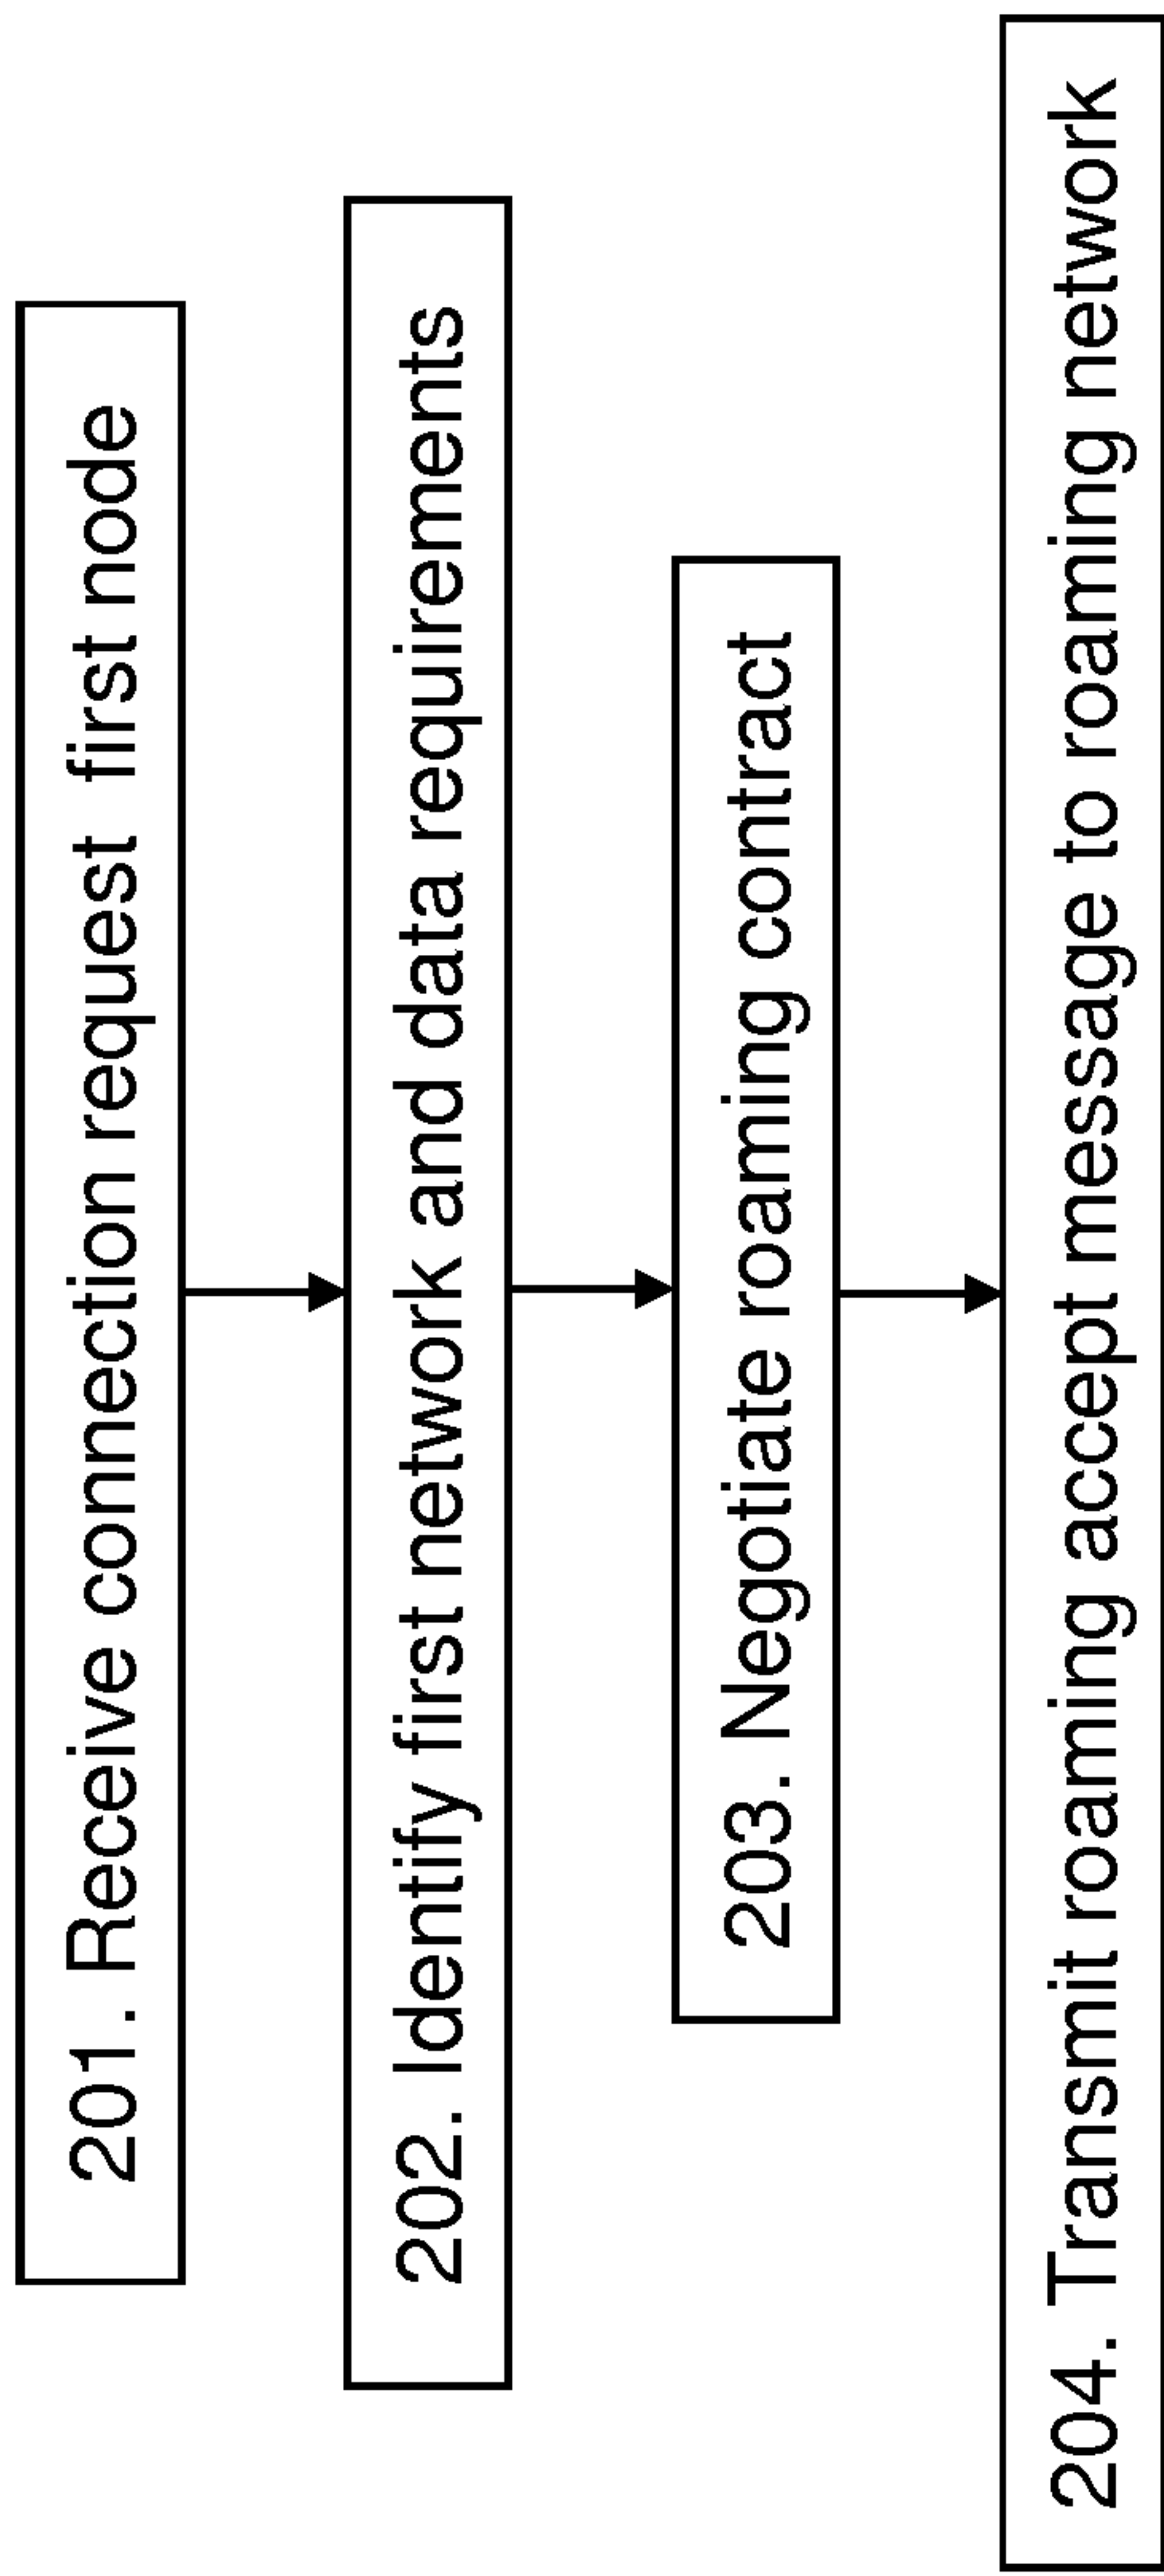 201. Receive connection request first node
202. Identify first network and data requirements
203. Negotiate roaming contract
204. Transmit roaming accept message to roaming network